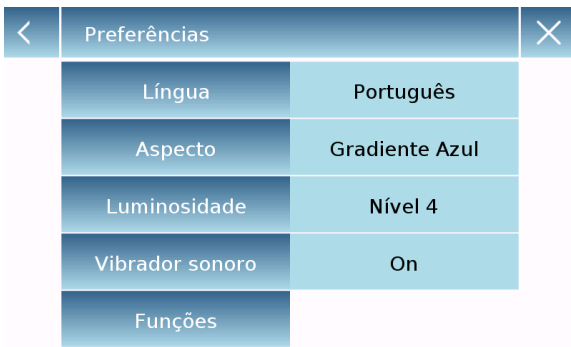 Preferências
Língua Português
Aspecto Gradiente Azul
Luminosidade Nível 4
Vibrador sonoro On
Funções